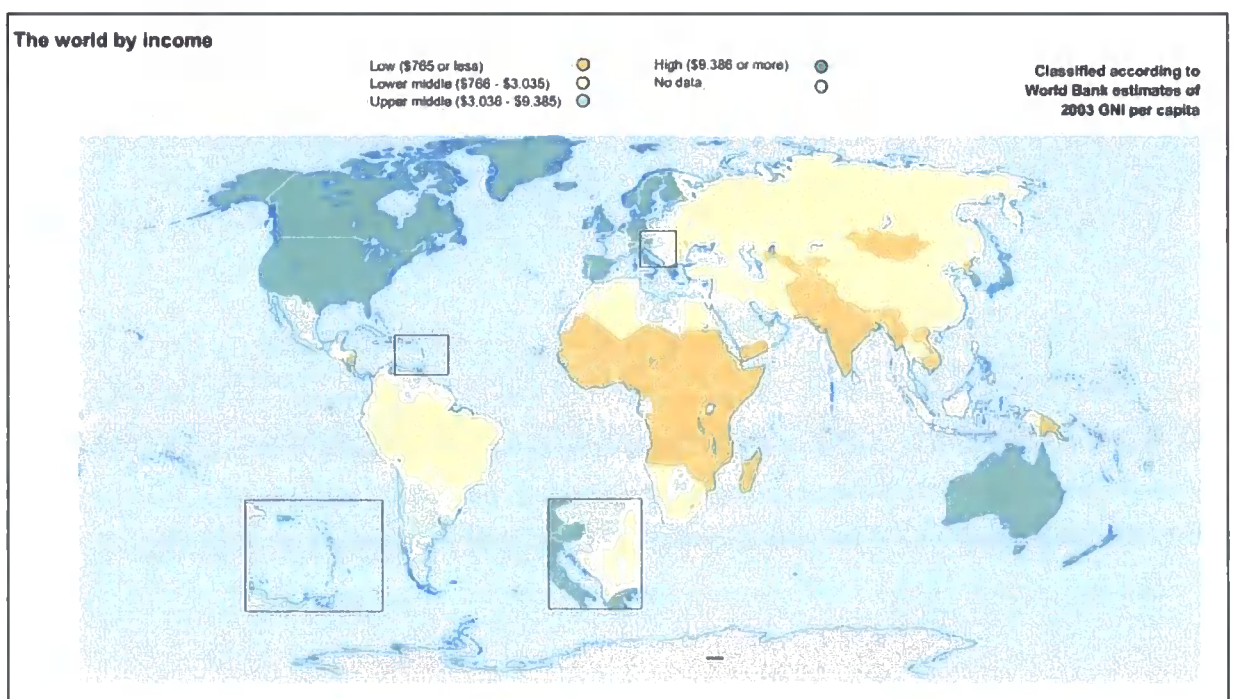 The world by income
Low ($765 or less)
Lower middle ($766 - $3.035)
Upper middle ($3,036 - $9.385)
High ($9.386 or more)
No data
Classified according to
World Bank estimates of
2003 GNI per capita